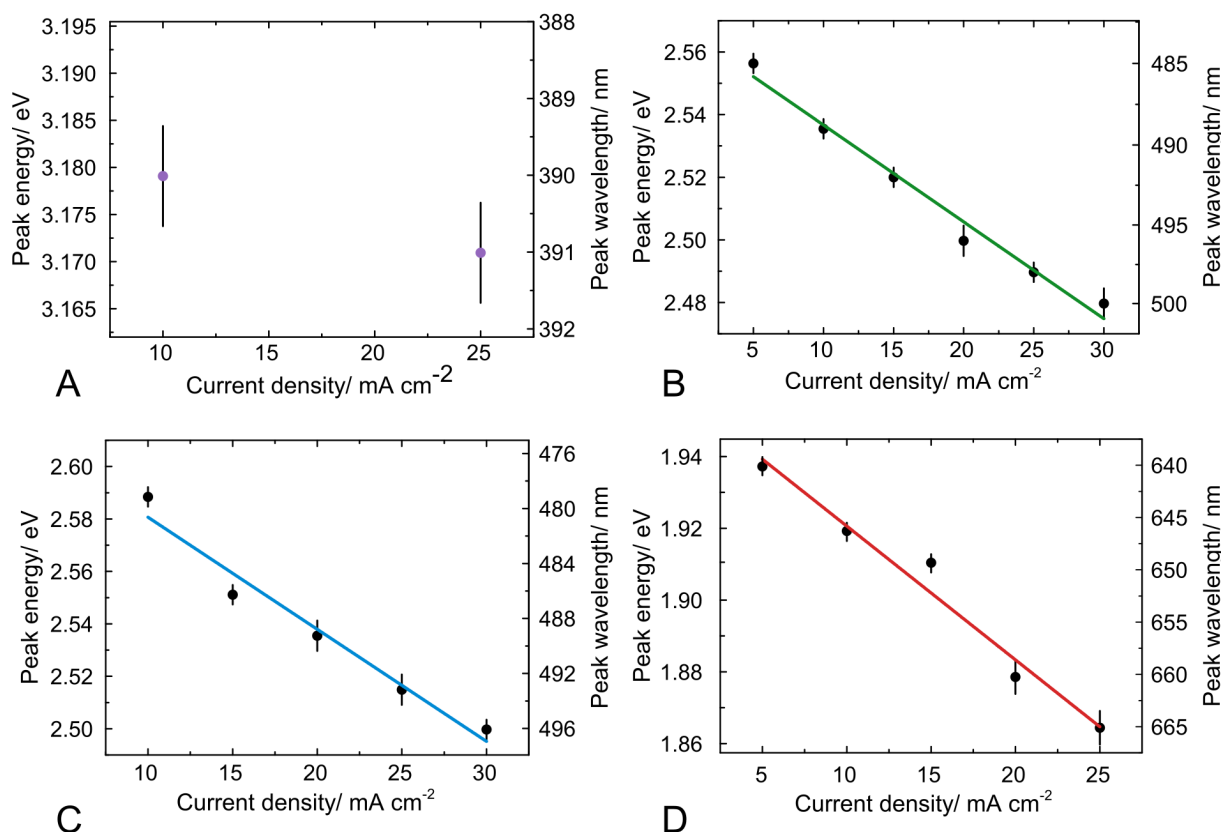 3.195
3.190
3.185
3.180
3.175
3.170
3.165
Peak energy/ eV
388
389
390
391
392
Peak wavelength/ nm
10 15 20 25
Current density/ mA cm-2
A
2.56
2.54
2.52
2.50
2.48
Peak energy/ eV
485
490
495
500
Peak wavelength/ nm
5 10 15 20 25 30
Current density/ mA cm-2
B
2.60
2.58
2.56
2.54
2.52
2.50
Peak energy/ eV
476
480
484
488
492
496
Peak wavelength/ nm
10 15 20 25 30
Current density/ mA cm-2
C
1.94
1.92
1.90
1.88
1.86
Peak energy/ eV
640
645
650
655
660
665
Peak wavelength/ nm
5 10 15 20 25
Current density/ mA cm-2
D